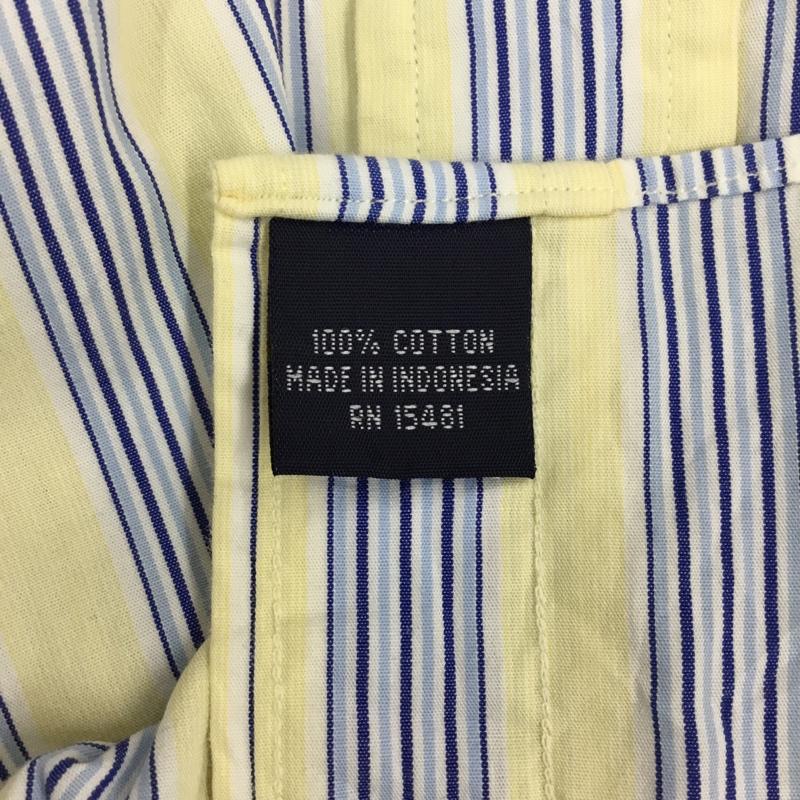 100% COTTON
MADE IN INDONESIA
RN 15481